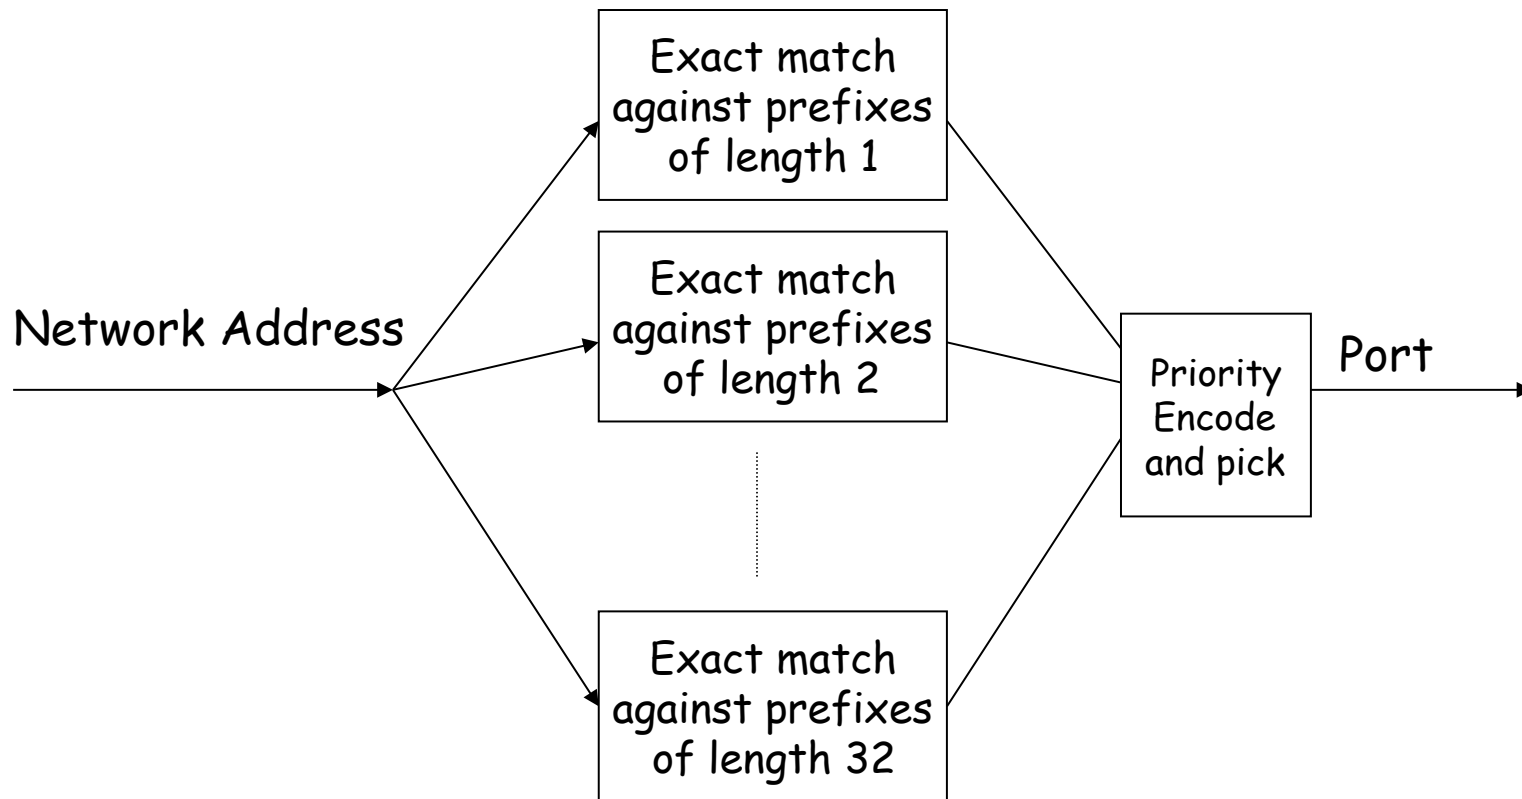 Exact match
against prefixes
of length 1
Exact match
against prefixes
of length 2
Network Address
Port
Priority
Encode
and pick
Exact match
against prefixes
of length 32